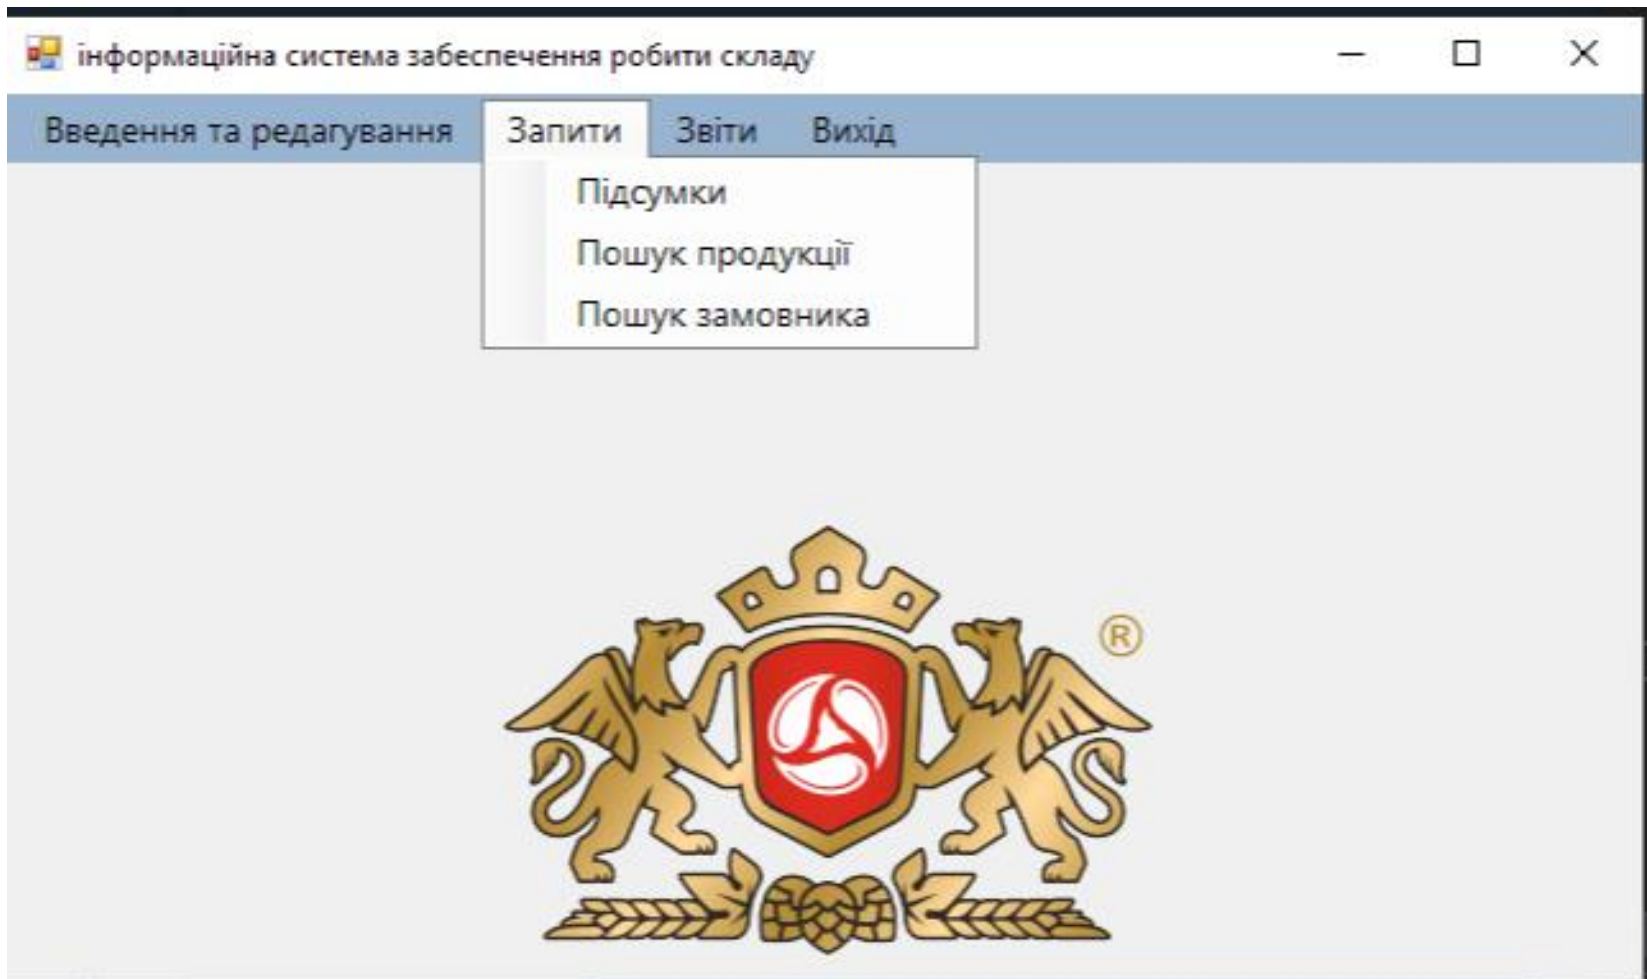 інформаційна система забеспечення робити складу
Введення та редагування Запити Звіти Вихід
Підсумки
Пошук продукції
Пошук замовника
®